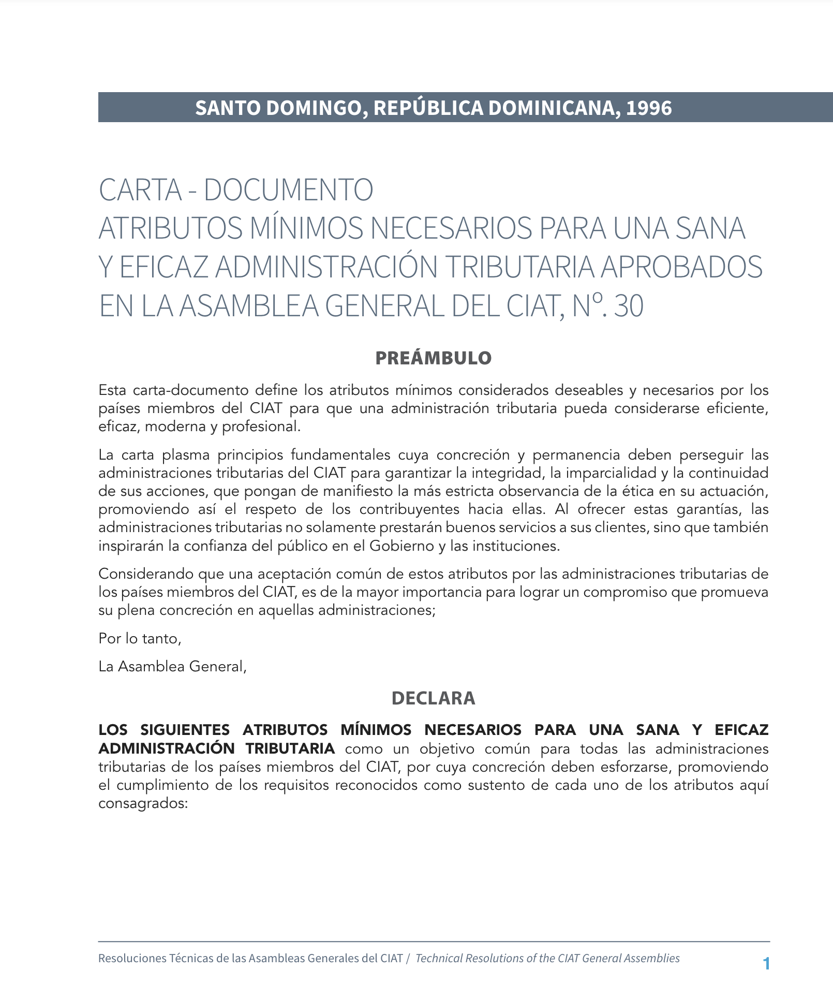 SANTO DOMINGO, REPÚBLICA DOMINICANA, 1996
CARTA - DOCUMENTO
ATRIBUTOS MÍNIMOS NECESARIOS PARA UNA SANA
Y EFICAZ ADMINISTRACIÓN TRIBUTARIA APROBADOS
EN LA ASAMBLEA GENERAL DEL CIAT, Nº. 30
PREÁMBULO
Esta carta-documento define los atributos mínimos considerados deseables y necesarios por los
países miembros del CIAT para que una administración tributaria pueda considerarse eficiente,
eficaz, moderna y profesional.
La carta plasma principios fundamentales cuya concreción y permanencia deben perseguir las
administraciones tributarias del CIAT para garantizar la integridad, la imparcialidad y la continuidad
de sus acciones, que pongan de manifiesto la más estricta observancia de la ética en su actuación,
promoviendo así el respeto de los contribuyentes hacia ellas. Al ofrecer estas garantías, las
administraciones tributarias no solamente prestarán buenos servicios a sus clientes, sino que también
inspirarán la confianza del público en el Gobierno y las instituciones.
Considerando que una aceptación común de estos atributos por las administraciones tributarias de
los países miembros del CIAT, es de la mayor importancia para lograr un compromiso que promueva
su plena concreción en aquellas administraciones;
Por lo tanto,
La Asamblea General,
DECLARA
LOS SIGUIENTES ATRIBUTOS MÍNIMOS NECESARIOS PARA UNA SANA Y EFICAZ
ADMINISTRACIÓN TRIBUTARIA como un objetivo común para todas las administraciones
tributarias de los países miembros del CIAT, por cuya concreción deben esforzarse, promoviendo
el cumplimiento de los requisitos reconocidos como sustento de cada uno de los atributos aquí
consagrados:
Resoluciones Técnicas de las Asambleas Generales del CIAT / Technical Resolutions of the CIAT General Assemblies
1